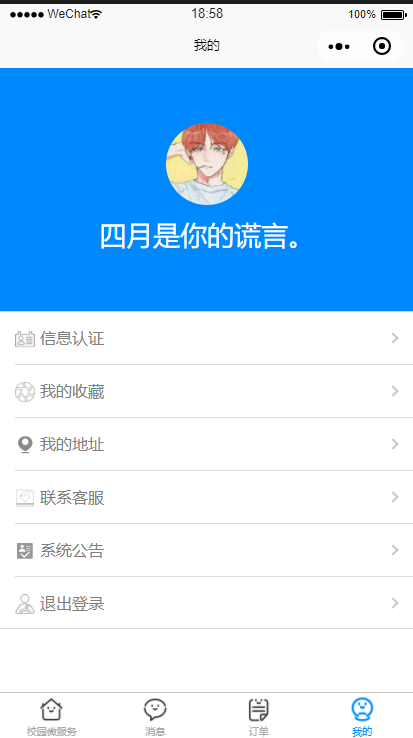 ●●●●● WeChat 18:58 100%
我的
四月是你的谎言。
信息认证
我的收藏
我的地址
联系客服
系统公告
退出登录
校园微服务 消息 订单 我的